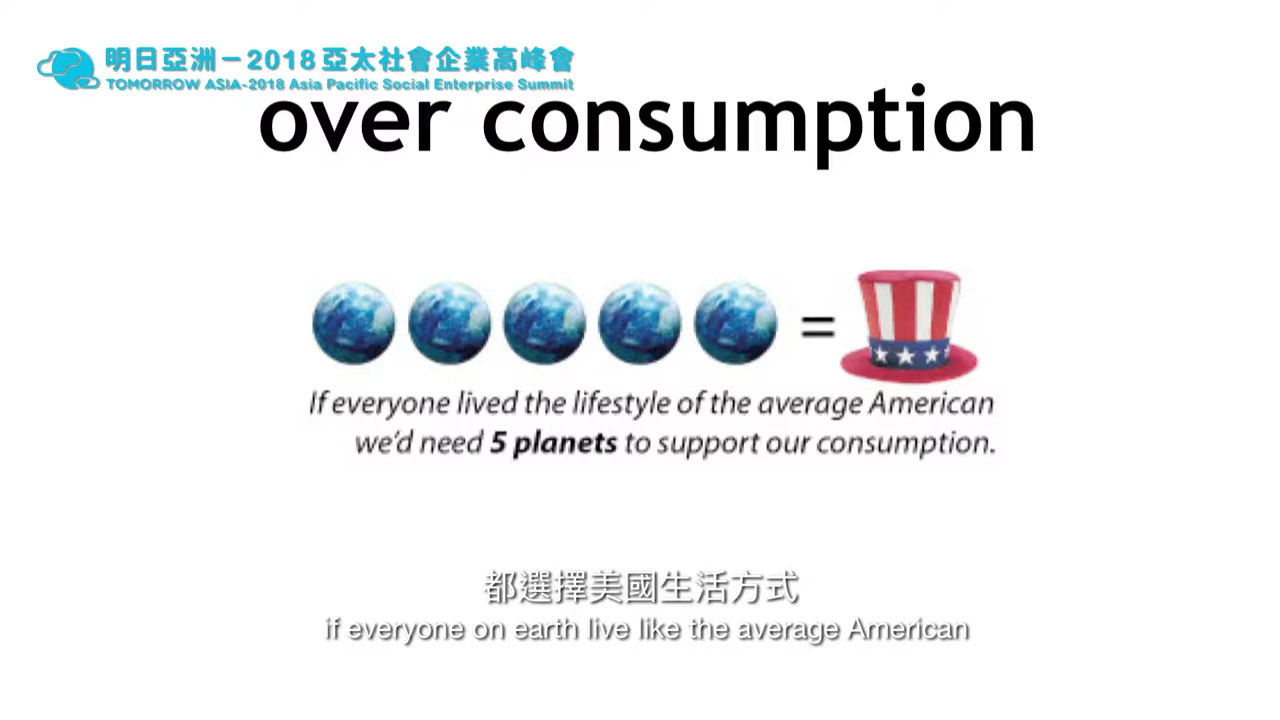 明日亞洲－2018亞太社會企業高峰會
TOMORROW ASIA-2018 Asia Pacific Social Enterprise Summit
over consumption
=
If everyone lived the lifestyle of the average American
we'd need 5 planets to support our consumption.
都選擇美國生活方式
if everyone on earth live like the average American